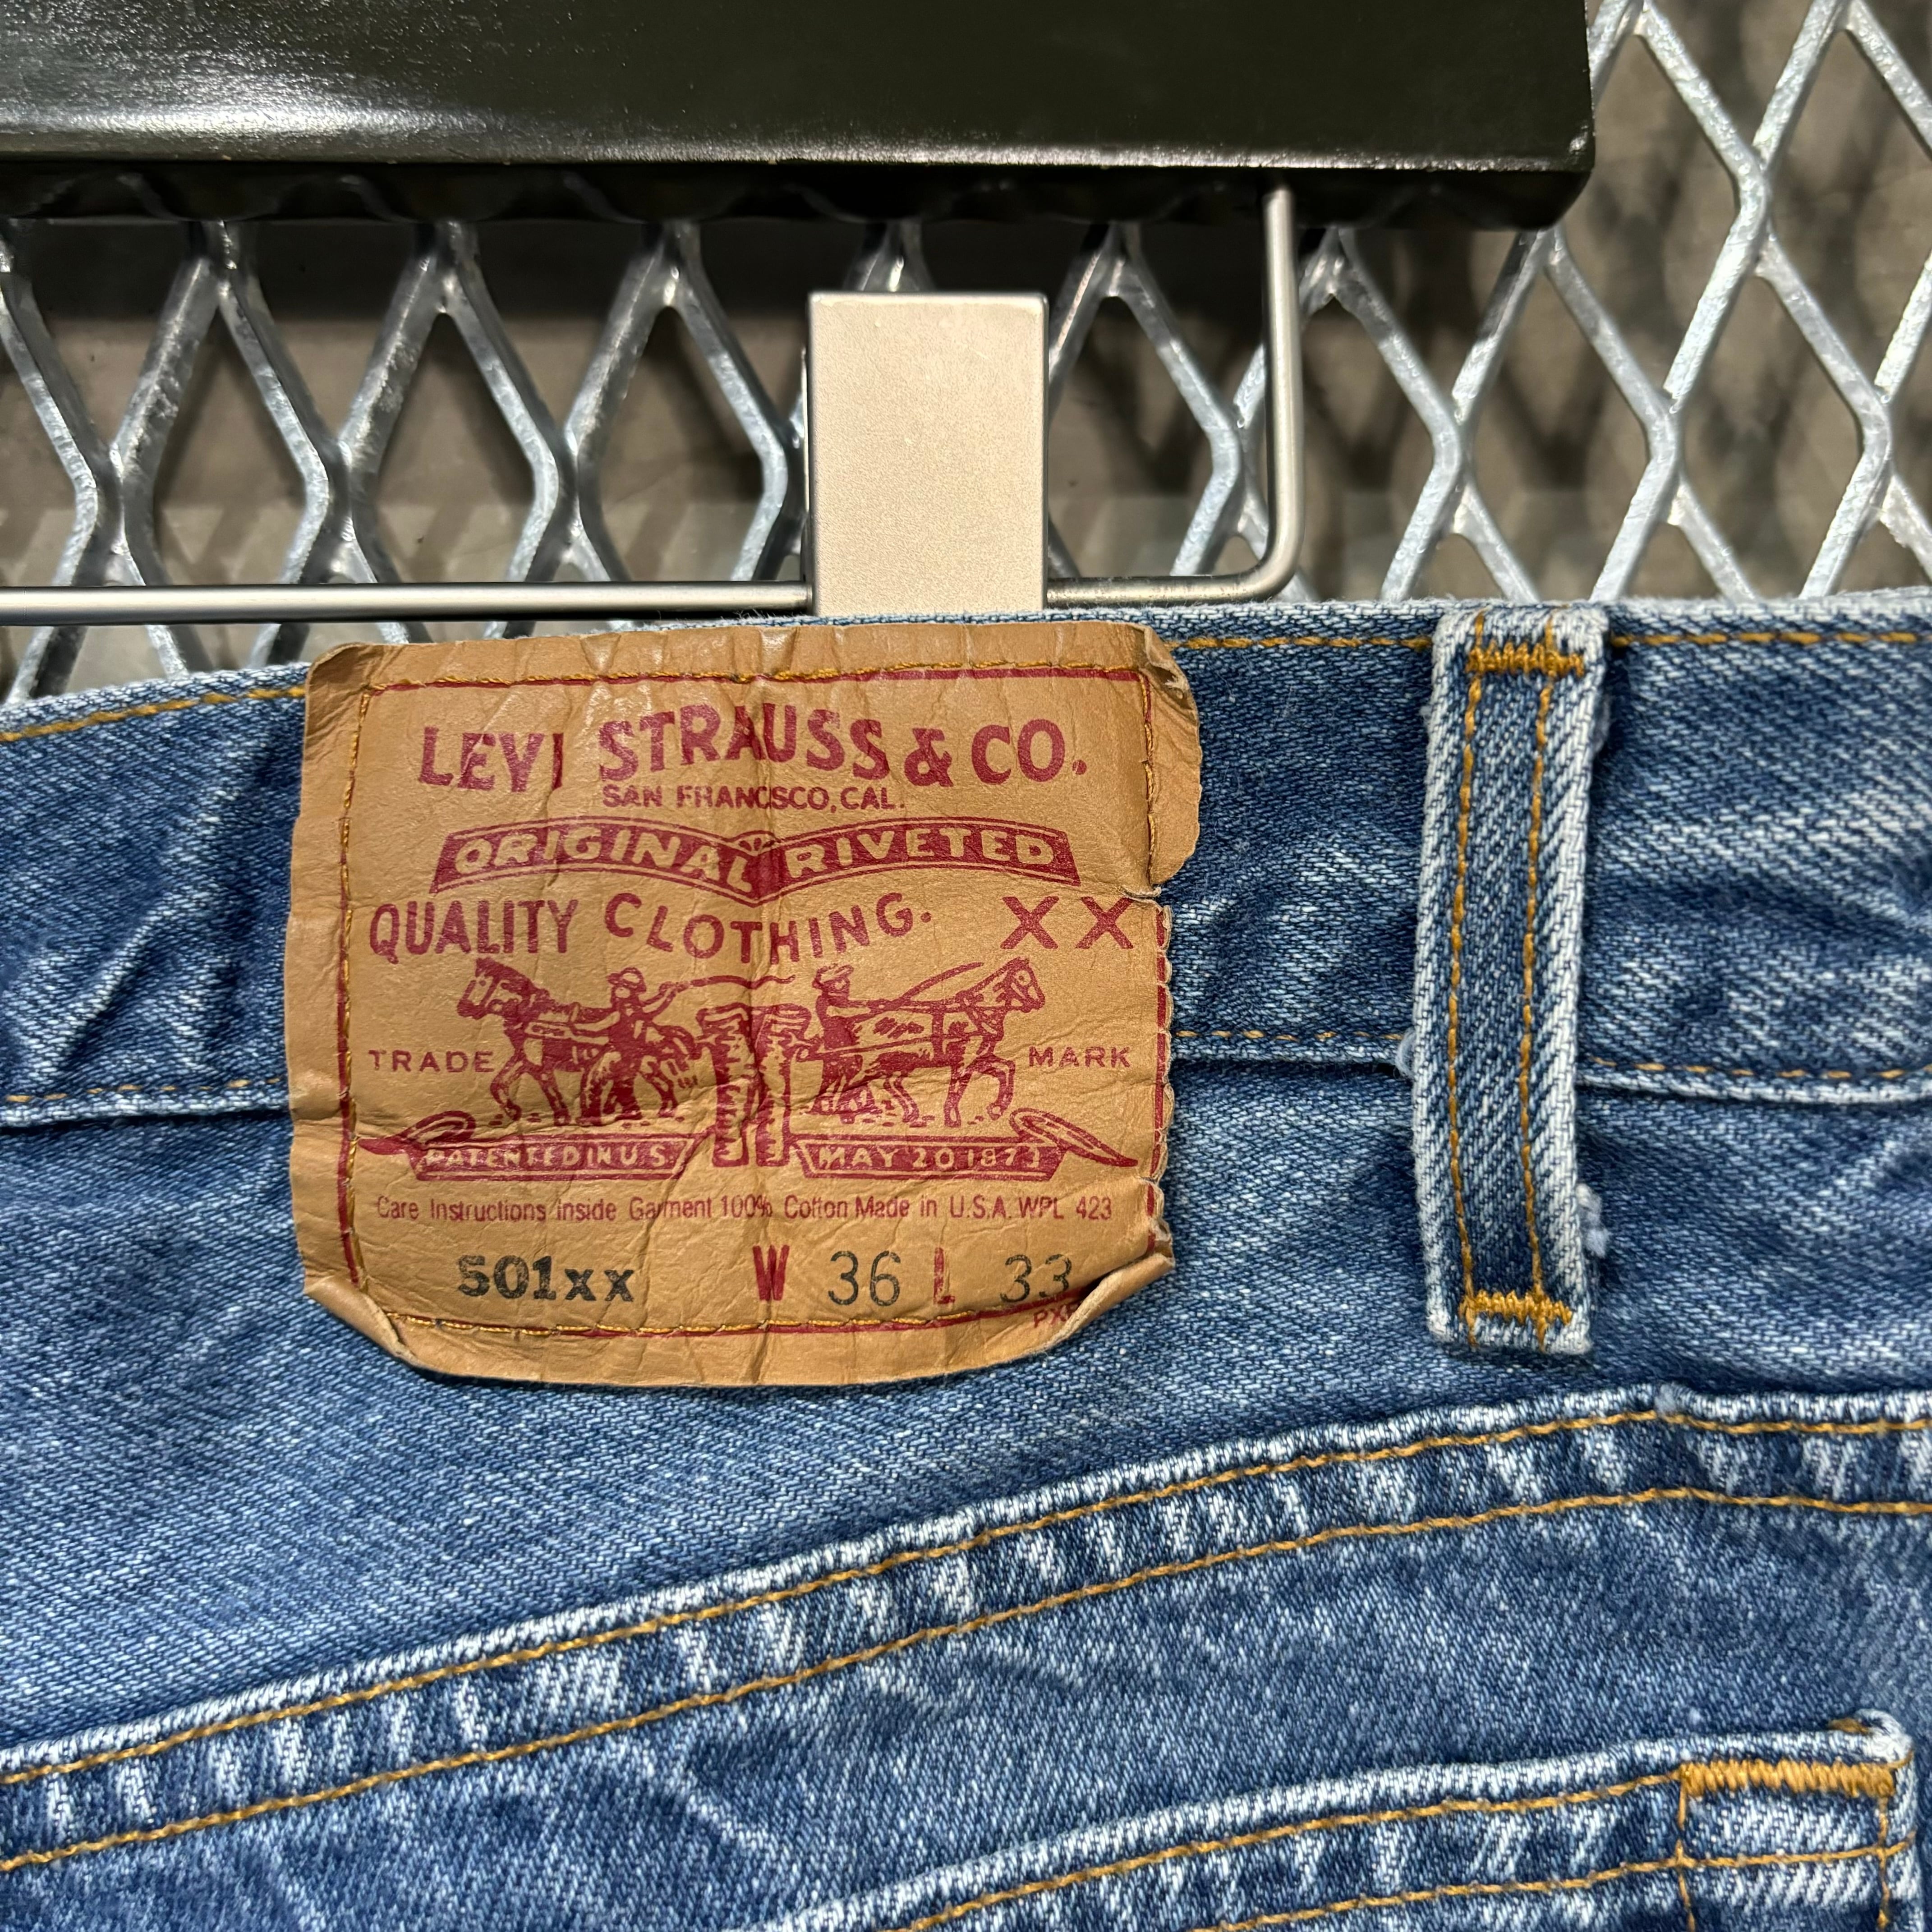 LEVI STRAUSS & CO.
SAN FRANCISCO, CAL.
ORIGINAL RIVETED
QUALITY CLOTHING. XX
TRADE MARK
PATENTED IN U.S. MAY 20 1873
Care Instructions Inside Garment 100% Cotton Made in U.S.A. WPL 423
501xx W 36 L 33